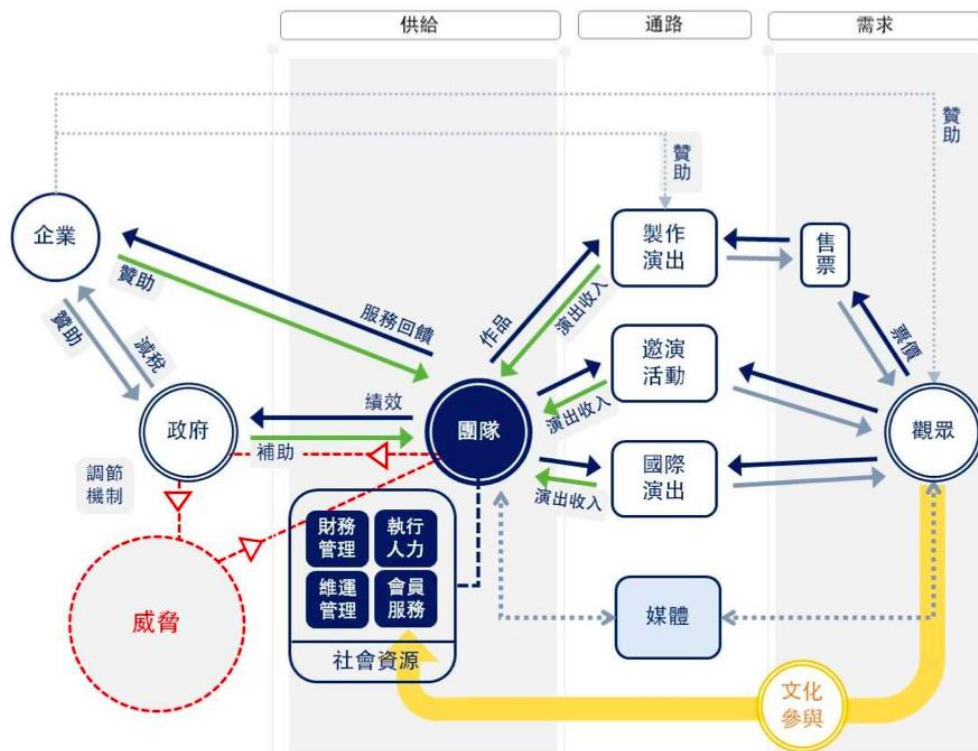 供給
通路
需求
贊助
贊助
企業
製作
演出
售票
贊助
服務回饋
作品
演出收入
票價
贊助
減稅
邀演
活動
政府
績效
團隊
演出收入
觀眾
補助
國際
演出
調節
機制
演出收入
財務
管理
執行
人力
維運
管理
會員
服務
威脅
媒體
社會資源
文化
參與